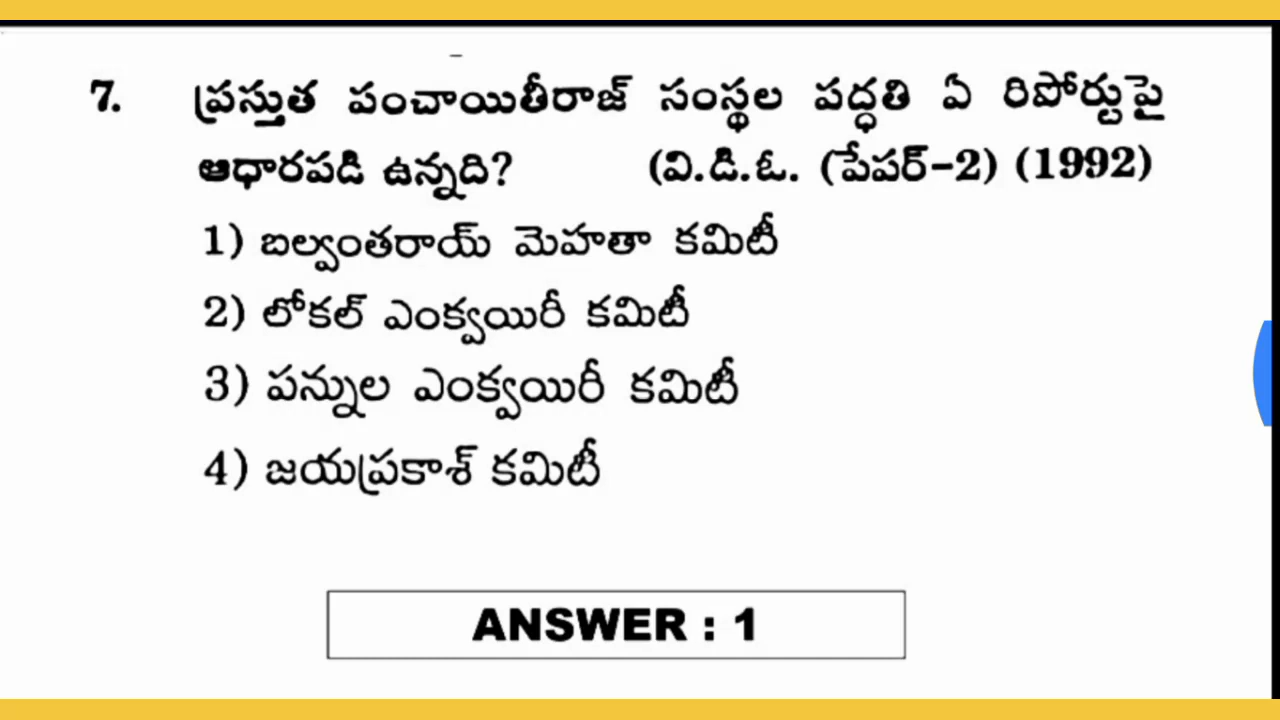 7. ప్రస్తుత పంచాయితీరాజ్ సంస్థల పద్ధతి ఏ రిపోర్టుపై
ఆధారపడి ఉన్నది? (వి.డి.ఓ. (పేపర్-2) (1992)
1) బల్వంతరాయ్ మెహతా కమిటీ
2) లోకల్ ఎంక్వయిరీ కమిటీ
3) పన్నుల ఎంక్వయిరీ కమిటీ
4) జయప్రకాశ్ కమిటీ
ANSWER : 1